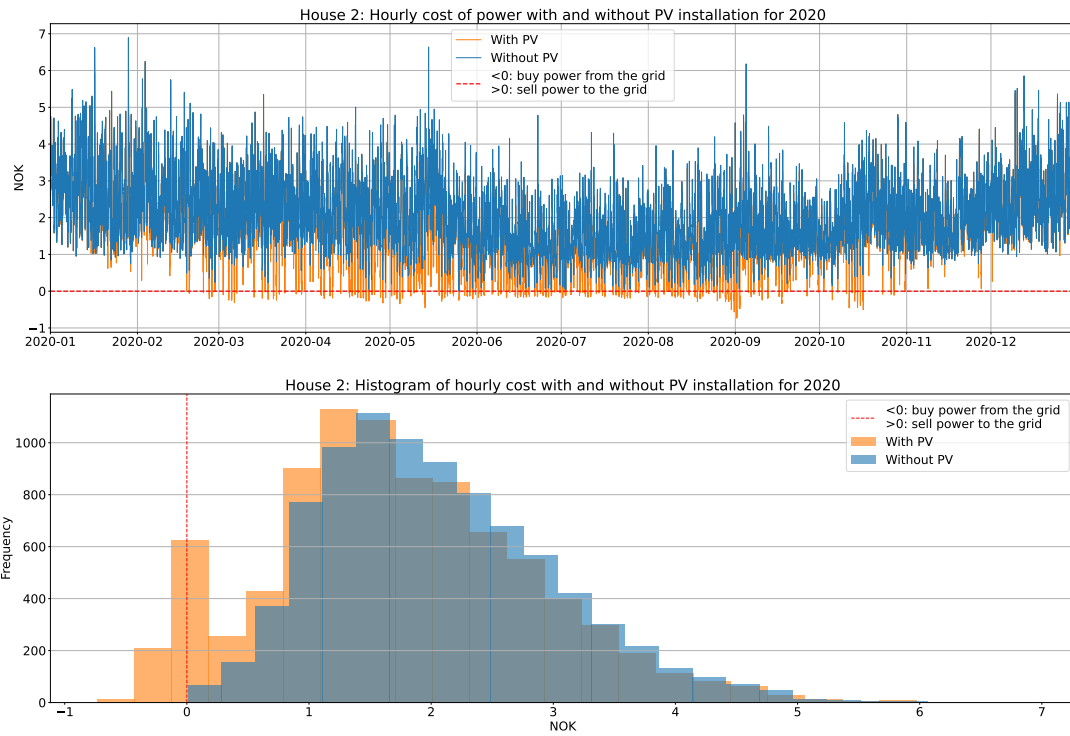 House 2: Hourly cost of power with and without PV installation for 2020
With PV
Without PV
<0: buy power from the grid
>0: sell power to the grid
NOK
7
6
5
4
3
2
1
0
−1
2020-01 2020-02 2020-03 2020-04 2020-05 2020-06 2020-07 2020-08 2020-09 2020-10 2020-11 2020-12
House 2: Histogram of hourly cost with and without PV installation for 2020
<0: buy power from the grid
>0: sell power to the grid
With PV
Without PV
Frequency
1000
800
600
400
200
0
−1 0 1 2 3 4 5 6 7
NOK